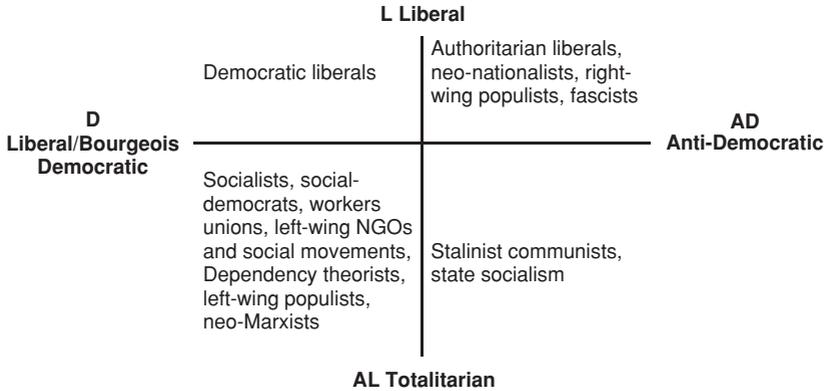 L Liberal
Democratic liberals
Authoritarian liberals,
neo-nationalists, right-
wing populists, fascists
D
Liberal/Bourgeois
Democratic
AD
Anti-Democratic
Socialists, social-
democrats, workers
unions, left-wing NGOs
and social movements,
Dependency theorists,
left-wing populists,
neo-Marxists
Stalinist communists,
state socialism
AL Totalitarian